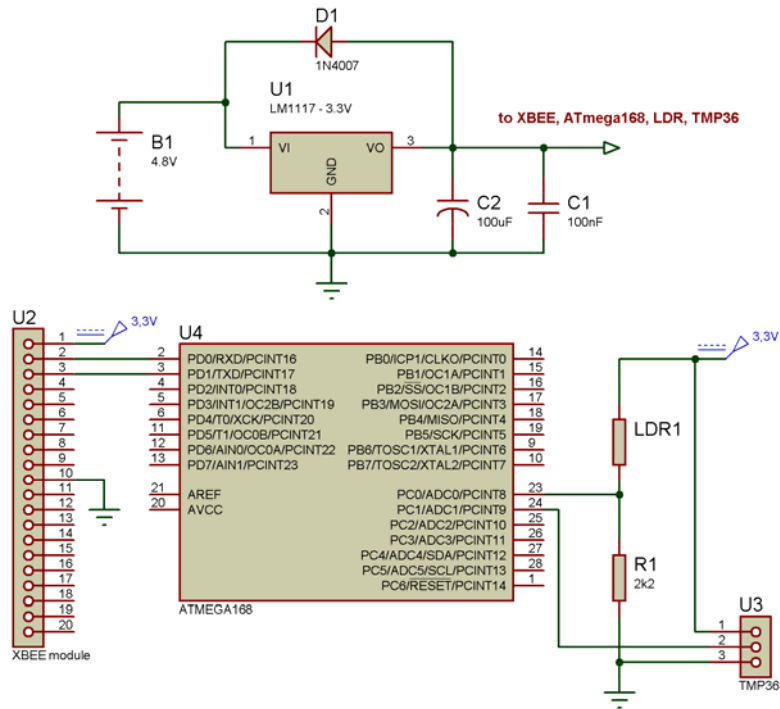 D1
1N4007
U1
LM1117 - 3.3V
to XBEE, ATmega168, LDR, TMP36
B1
4.8V
1
VI
VO
3
GND
2
C2
100uF
C1
100nF
U2
3,3V
1
2
3
4
5
6
7
8
9
10
11
12
13
14
15
16
17
18
19
20
XBEE module
U4
2 PD0/RXD/PCINT16
3 PD1/TXD/PCINT17
4 PD2/INT0/PCINT18
5 PD3/INT1/OC2B/PCINT19
6 PD4/T0/XCK/PCINT20
11 PD5/T1/OC0B/PCINT21
12 PD6/AIN0/OC0A/PCINT22
13 PD7/AIN1/PCINT23
21 AREF
20 AVCC
PB0/ICP1/CLKO/PCINT0 14
PB1/OC1A/PCINT1 15
PB2/SS/OC1B/PCINT2 16
PB3/MOSI/OC2A/PCINT3 17
PB4/MISO/PCINT4 18
PB5/SCK/PCINT5 19
PB6/TOSC1/XTAL1/PCINT6 9
PB7/TOSC2/XTAL2/PCINT7 10
PC0/ADC0/PCINT8 23
PC1/ADC1/PCINT9 24
PC2/ADC2/PCINT10 25
PC3/ADC3/PCINT11 26
PC4/ADC4/SDA/PCINT12 27
PC5/ADC5/SCL/PCINT13 28
PC6/RESET/PCINT14 1
ATMEGA168
3,3V
LDR1
R1
2k2
U3
1
2
3
TMP36